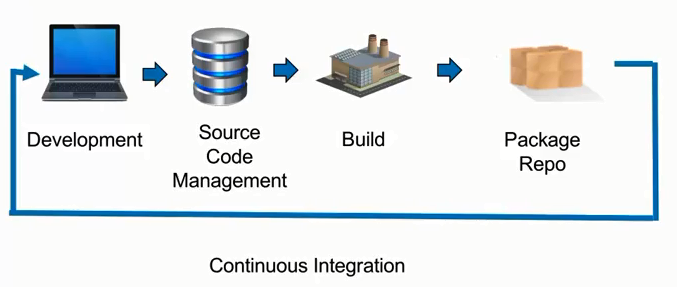 Development
Source
Code
Management
Build
Package
Repo
Continuous Integration